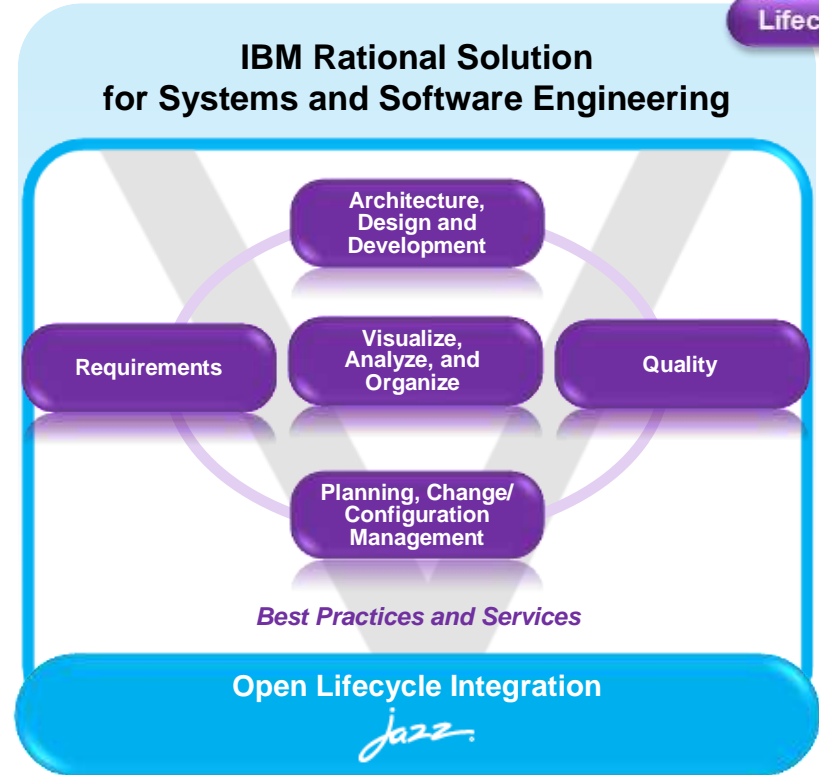 Lifec
IBM Rational Solution
for Systems and Software Engineering
Architecture,
Design and
Development
Requirements
Visualize,
Analyze, and
Organize
Quality
Planning, Change/
Configuration
Management
Best Practices and Services
Open Lifecycle Integration
jazz